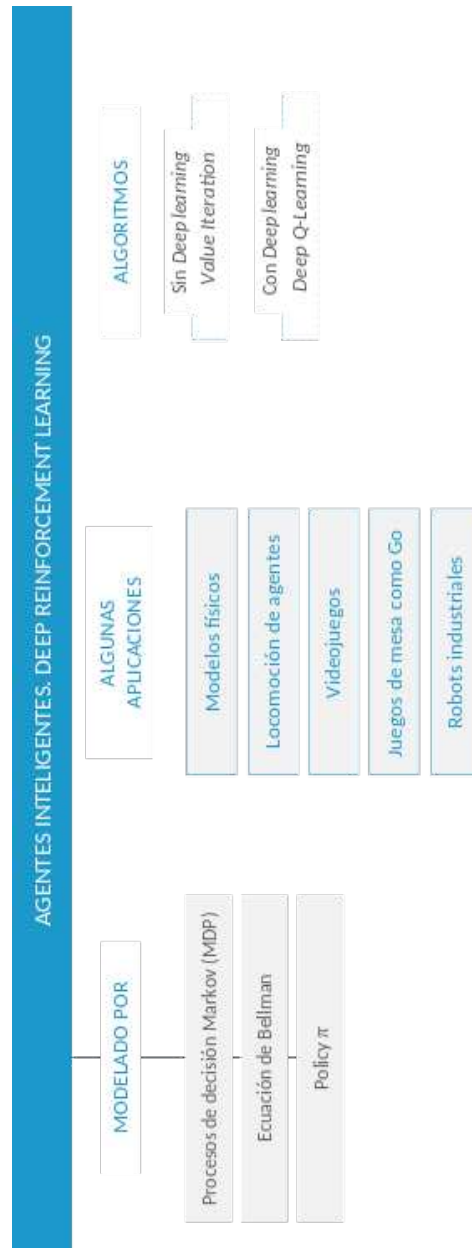 AGENTES INTELIGENTES. DEEP REINFORCEMENT LEARNING
MODELADO POR
Procesos de decisión Markov (MDP)
Ecuación de Bellman
Policy π
ALGUNAS
APLICACIONES
Modelos físicos
Locomoción de agentes
Videojuegos
Juegos de mesa como Go
Robots industriales
ALGORITMOS
Sin Deep learning
Value Iteration
Con Deep learning
Deep Q-Learning